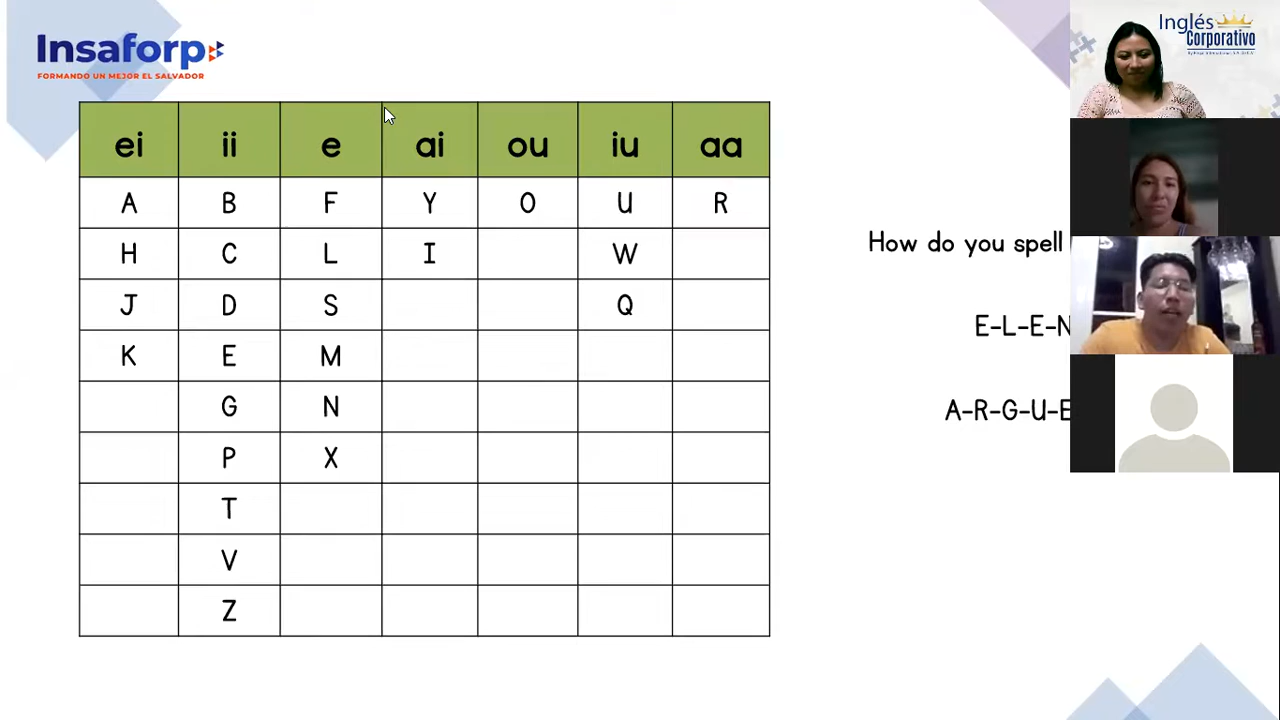 Insaforp
FORMANDO UN MEJOR EL SALVADOR
Inglés
Corporativo
ei ii e ai ou iu aa
A B F Y O U R
H C L I W
J D S Q
K E M
G N
P X
T
V
Z
How do you spell
E-L-E-N
A-R-G-U-E